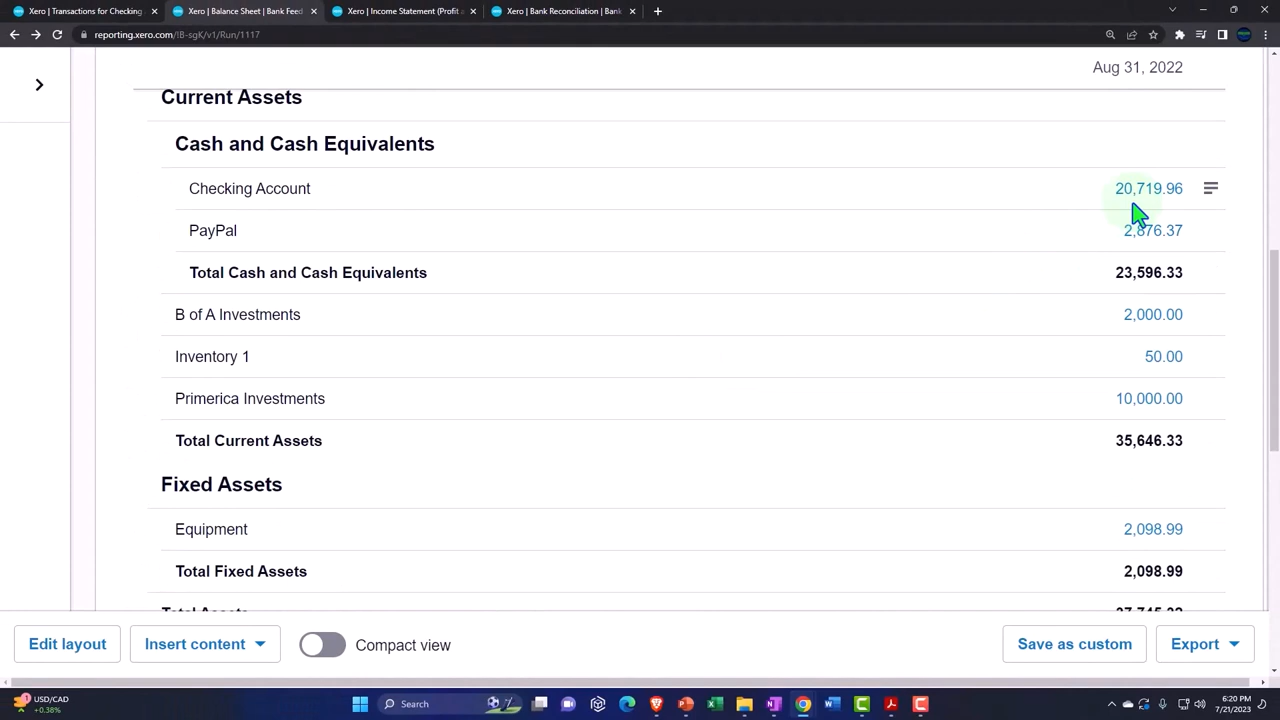 Xero | Transactions for Checking
Xero | Balance Sheet | Bank Feed
Xero | Income Statement (Profit a
Xero | Bank Reconciliation | Bank
reporting.xero.com/!B-sgK/v1/Run/1117
Aug 31, 2022
Current Assets
Cash and Cash Equivalents
Checking Account 20,719.96
PayPal 2,876.37
Total Cash and Cash Equivalents 23,596.33
B of A Investments 2,000.00
Inventory 1 50.00
Primerica Investments 10,000.00
Total Current Assets 35,646.33
Fixed Assets
Equipment 2,098.99
Total Fixed Assets 2,098.99
Total Assets 37,745.32
Edit layout Insert content Compact view Save as custom Export
USD/CAD
+0.38%
Search
6:20 PM
7/21/2023